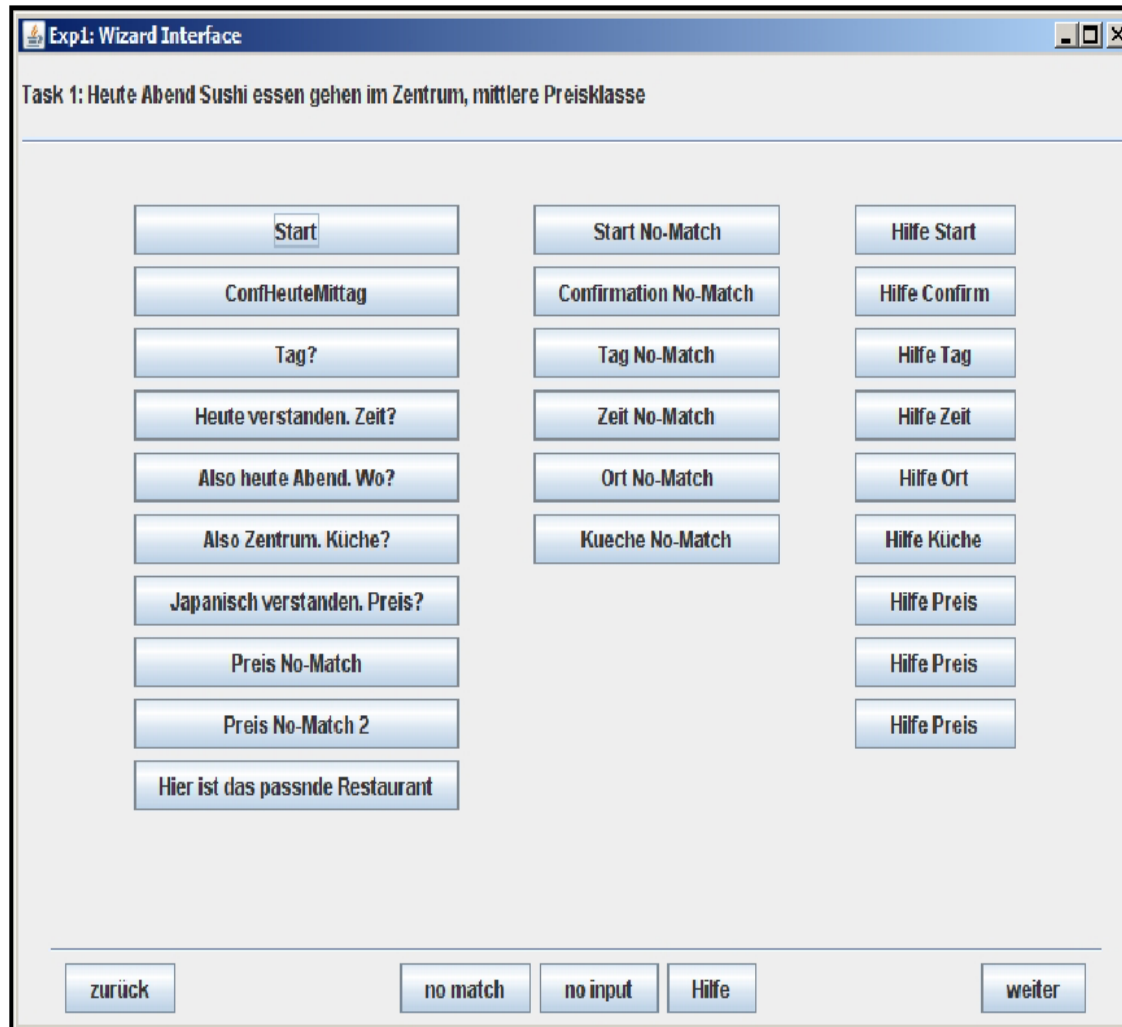 Exp1: Wizard Interface
Task 1: Heute Abend Sushi essen gehen im Zentrum, mittlere Preisklasse
Start Start No-Match Hilfe Start
ConfHeuteMittag Confirmation No-Match Hilfe Confirm
Tag? Tag No-Match Hilfe Tag
Heute verstanden. Zeit? Zeit No-Match Hilfe Zeit
Also heute Abend. Wo? Ort No-Match Hilfe Ort
Also Zentrum. Küche? Kueche No-Match Hilfe Küche
Japanisch verstanden. Preis? Hilfe Preis
Preis No-Match Hilfe Preis
Preis No-Match 2 Hilfe Preis
Hier ist das passnde Restaurant
zurück no match no input Hilfe weiter